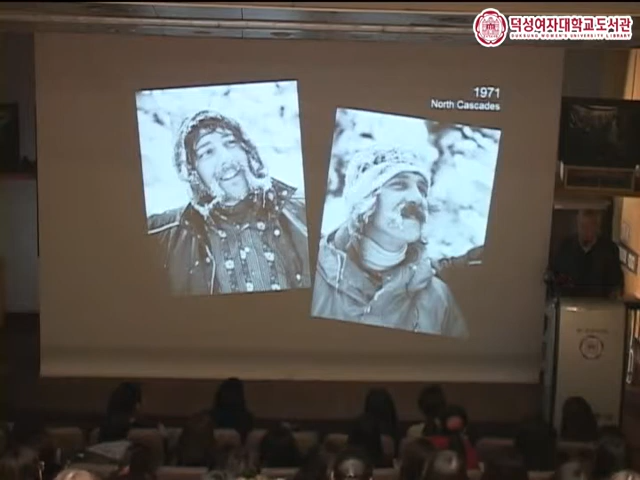 덕성여자대학교도서관
DUKSUNG WOMEN'S UNIVERSITY LIBRARY
1971
North Cascades